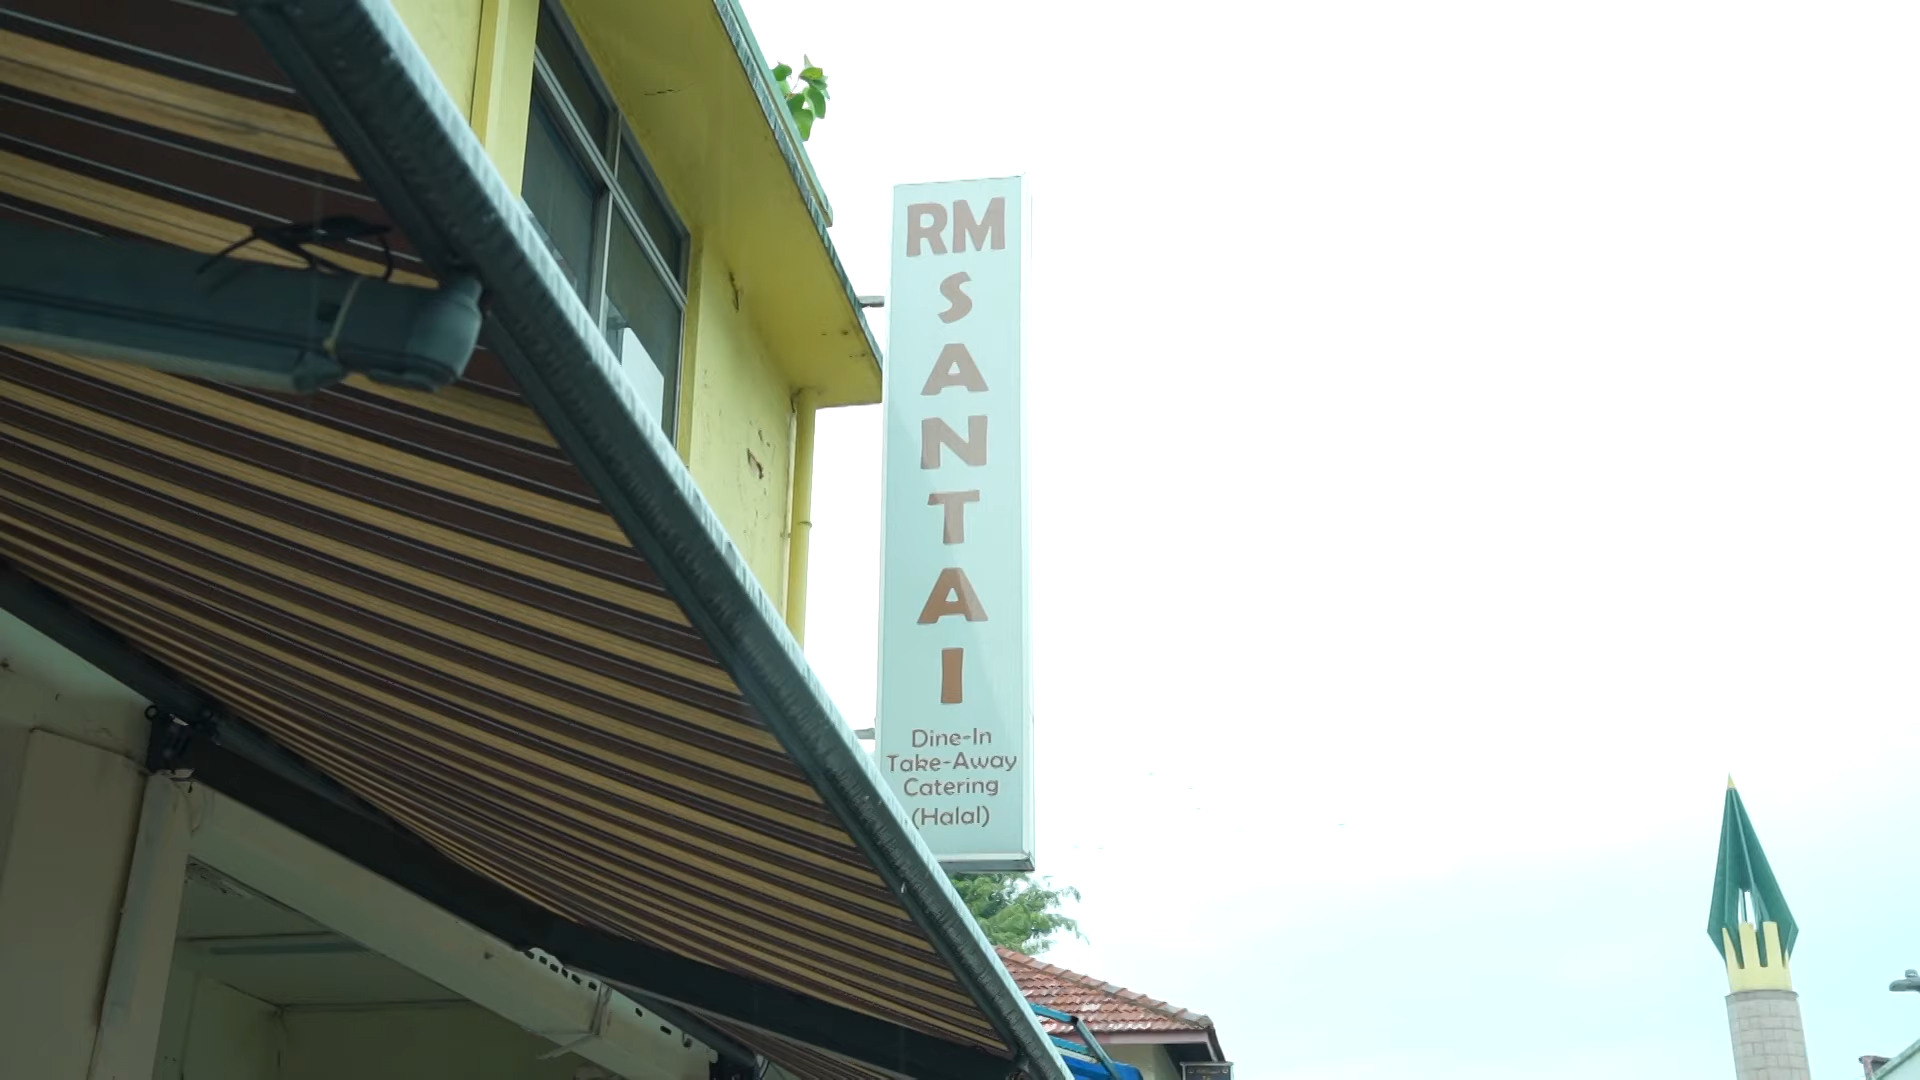 RM
SANTAI
Dine-In
Take-Away
Catering
(Halal)